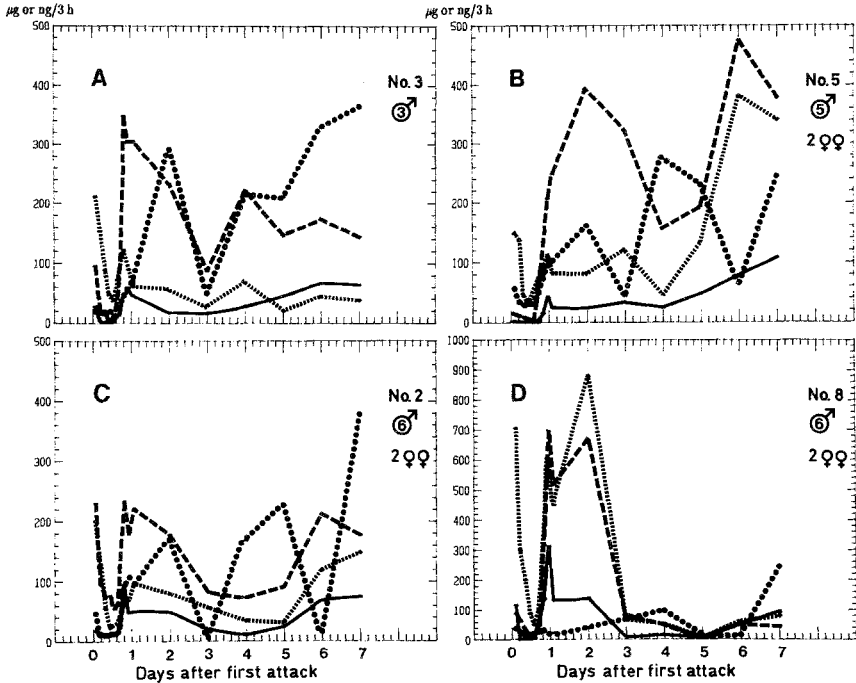 μg or ng/3 h
μg or ng/3 h
500
400
300
200
100
0
A
No. 3
③♂
500
400
300
200
100
0
B
No. 5
⑤♂
2 ♀♀
500
400
300
200
100
0
C
No. 2
⑥♂
2 ♀♀
0 1 2 3 4 5 6 7
Days after first attack
1000
900
800
700
600
500
400
300
200
100
0
D
No. 8
⑥♂
2 ♀♀
0 1 2 3 4 5 6 7
Days after first attack